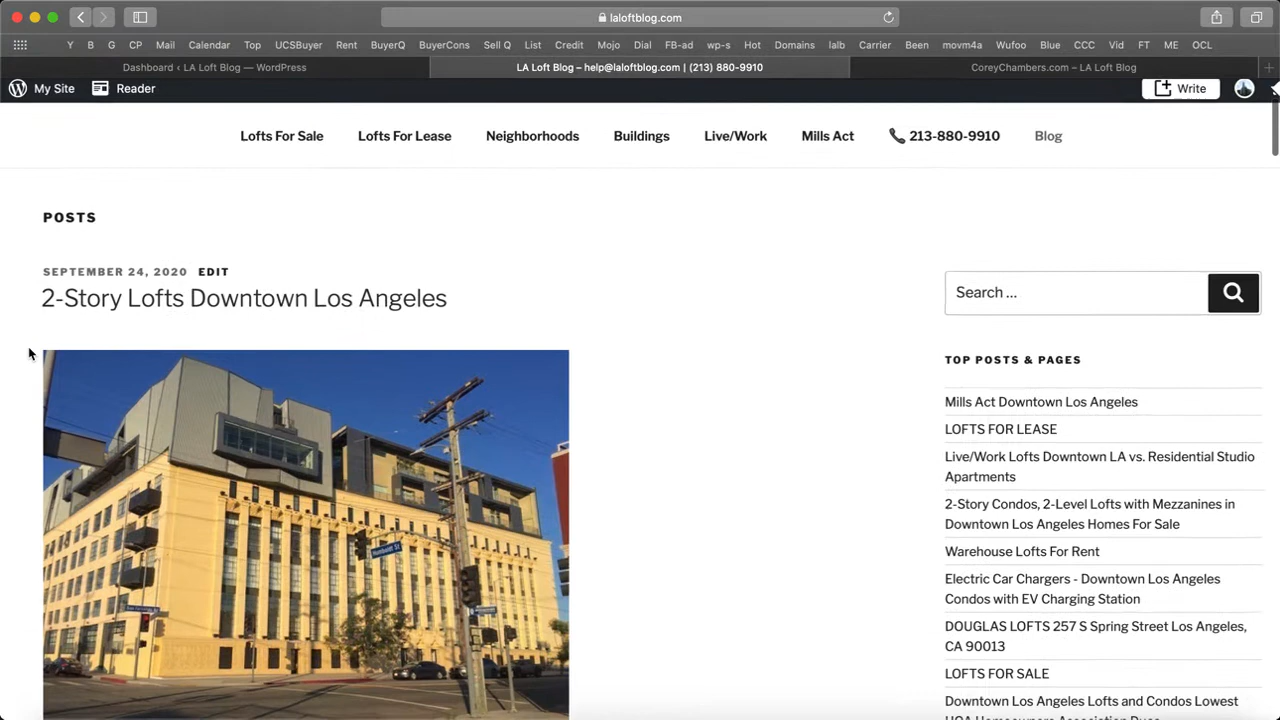 laloftblog.com
Y B G CP Mail Calendar Top UCSBuyer Rent BuyerQ BuyerCons Sell Q List Credit Mojo Dial FB-ad wp-s Hot Domains lalb Carrier Been movm4a Wufoo Blue CCC Vid FT ME OCL
Dashboard ‹ LA Loft Blog — WordPress
LA Loft Blog – help@laloftblog.com | (213) 880-9910
CoreyChambers.com – LA Loft Blog
My Site Reader Write
Lofts For Sale Lofts For Lease Neighborhoods Buildings Live/Work Mills Act 213-880-9910 Blog
POSTS
SEPTEMBER 24, 2020 EDIT
2-Story Lofts Downtown Los Angeles
Humboldt St
Search …
TOP POSTS & PAGES
Mills Act Downtown Los Angeles
LOFTS FOR LEASE
Live/Work Lofts Downtown LA vs. Residential Studio
Apartments
2-Story Condos, 2-Level Lofts with Mezzanines in
Downtown Los Angeles Homes For Sale
Warehouse Lofts For Rent
Electric Car Chargers - Downtown Los Angeles
Condos with EV Charging Station
DOUGLAS LOFTS 257 S Spring Street Los Angeles,
CA 90013
LOFTS FOR SALE
Downtown Los Angeles Lofts and Condos Lowest
HOA Homeowners Association Dues